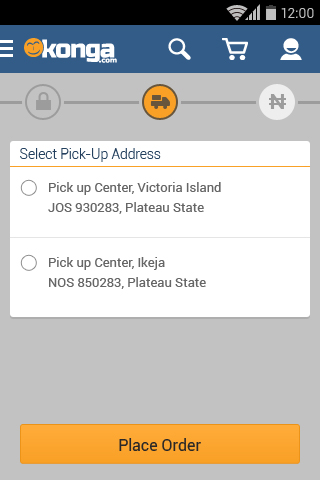 12:00
konga
.com
Select Pick-Up Address
Pick up Center, Victoria Island
JOS 930283, Plateau State
Pick up Center, Ikeja
NOS 850283, Plateau State
Place Order